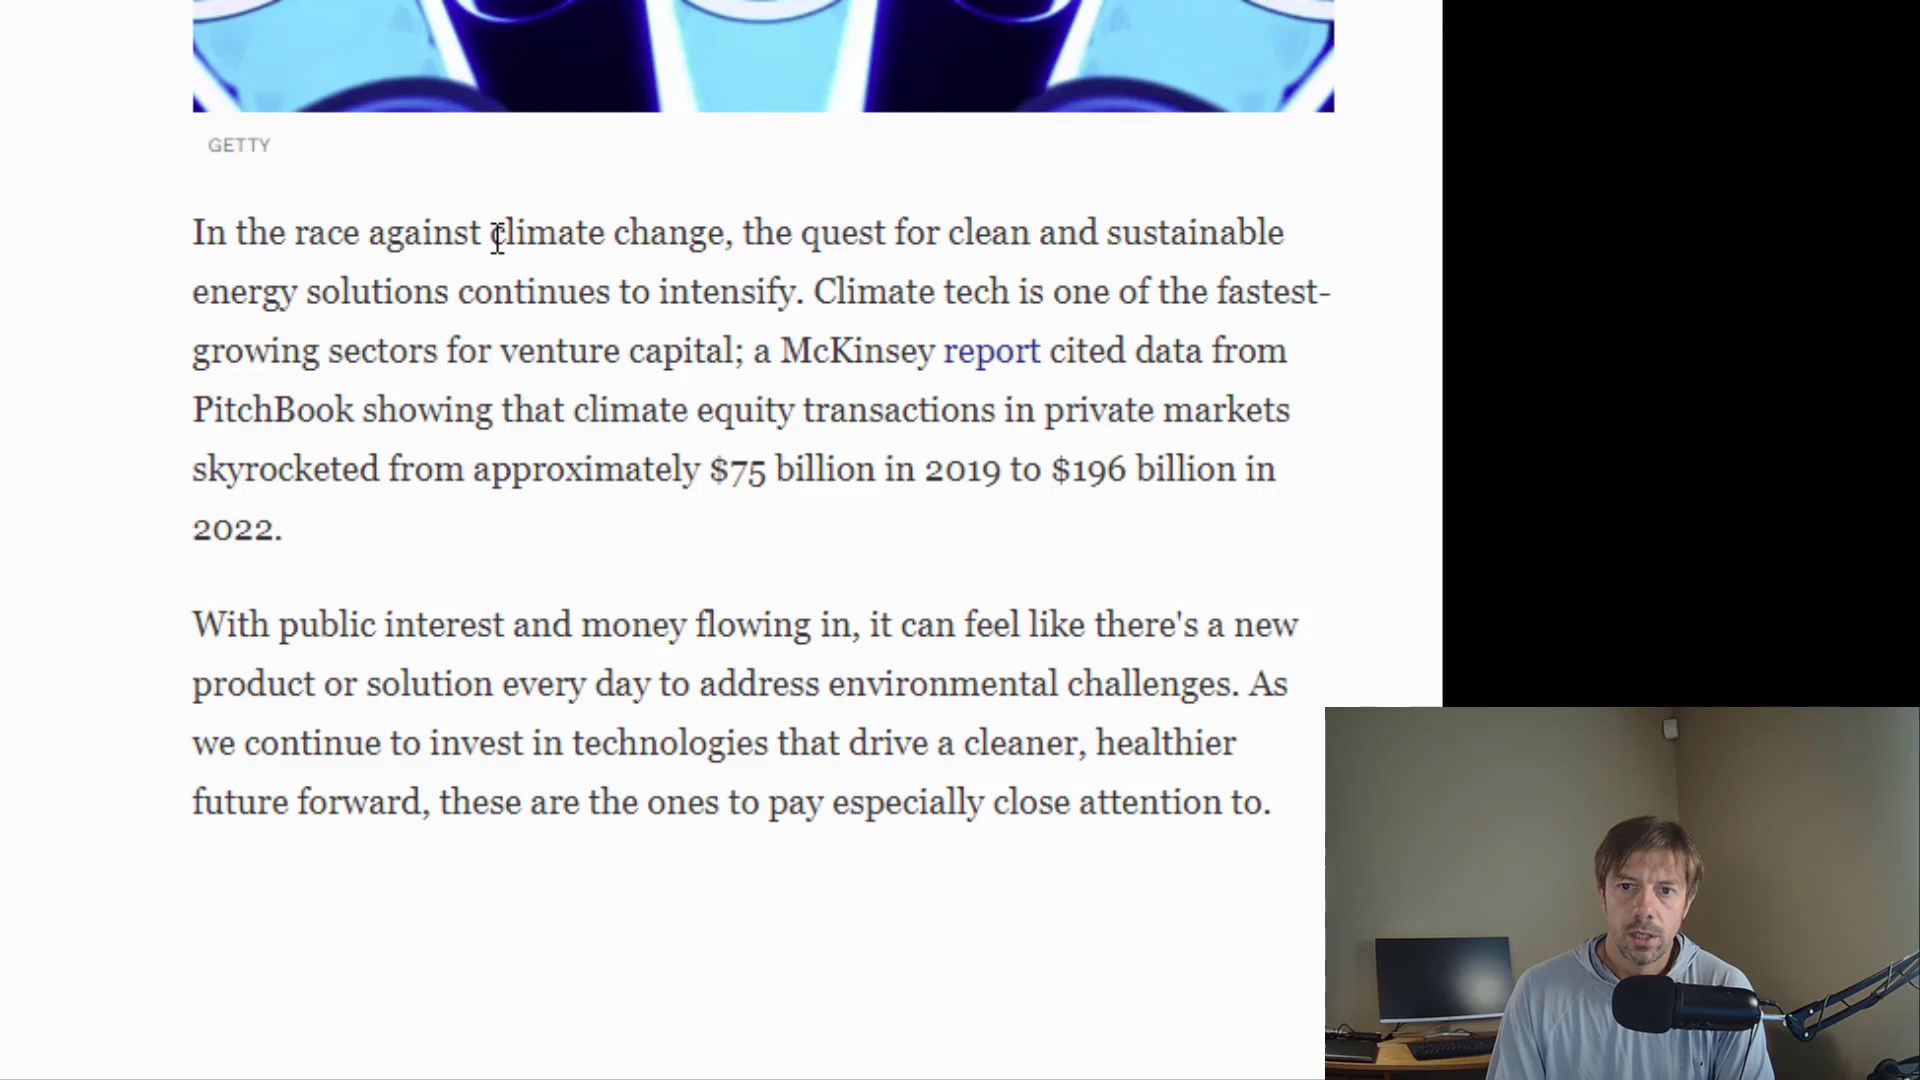 GETTY
In the race against climate change, the quest for clean and sustainable
energy solutions continues to intensify. Climate tech is one of the fastest-
growing sectors for venture capital; a McKinsey report cited data from
PitchBook showing that climate equity transactions in private markets
skyrocketed from approximately $75 billion in 2019 to $196 billion in
2022.
With public interest and money flowing in, it can feel like there's a new
product or solution every day to address environmental challenges. As
we continue to invest in technologies that drive a cleaner, healthier
future forward, these are the ones to pay especially close attention to.